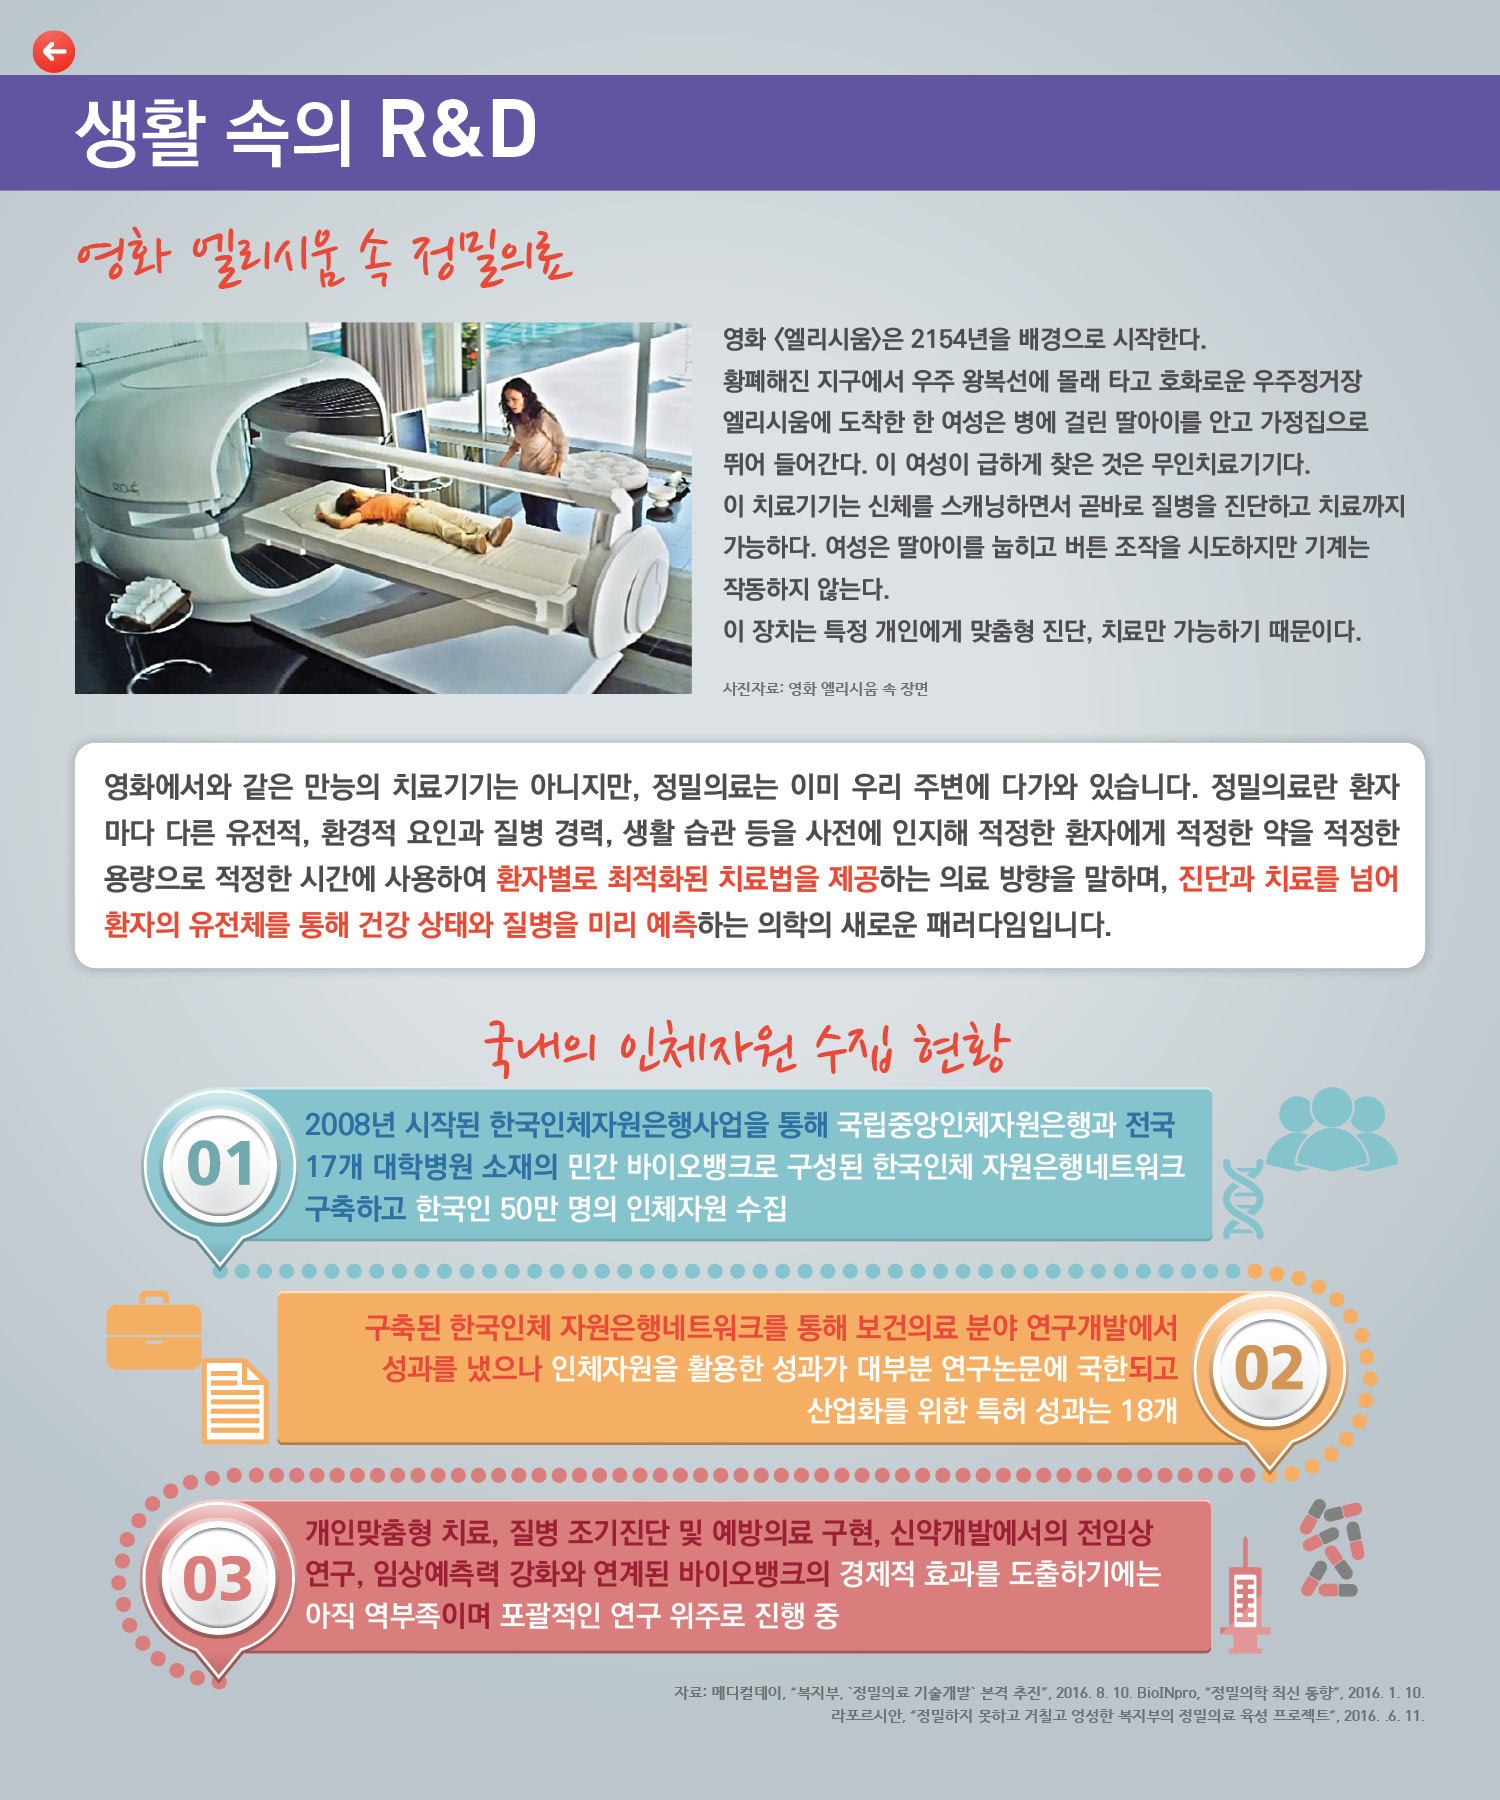 생활 속의 R&D
영화 엘리시움 속 정밀의료
영화 〈엘리시움〉은 2154년을 배경으로 시작한다.
황폐해진 지구에서 우주 왕복선에 몰래 타고 호화로운 우주정거장
엘리시움에 도착한 한 여성은 병에 걸린 딸아이를 안고 가정집으로
뛰어 들어간다. 이 여성이 급하게 찾은 것은 무인치료기기다.
이 치료기기는 신체를 스캐닝하면서 곧바로 질병을 진단하고 치료까지
가능하다. 여성은 딸아이를 눕히고 버튼 조작을 시도하지만 기계는
작동하지 않는다.
이 장치는 특정 개인에게 맞춤형 진단, 치료만 가능하기 때문이다.
사진자료: 영화 엘리시움 속 장면
영화에서와 같은 만능의 치료기기는 아니지만, 정밀의료는 이미 우리 주변에 다가와 있습니다. 정밀의료란 환자
마다 다른 유전적, 환경적 요인과 질병 경력, 생활 습관 등을 사전에 인지해 적정한 환자에게 적정한 약을 적정한
용량으로 적정한 시간에 사용하여 환자별로 최적화된 치료법을 제공하는 의료 방향을 말하며, 진단과 치료를 넘어
환자의 유전체를 통해 건강 상태와 질병을 미리 예측하는 의학의 새로운 패러다임입니다.
국내의 인체자원 수집 현황
01
2008년 시작된 한국인체자원은행사업을 통해 국립중앙인체자원은행과 전국
17개 대학병원 소재의 민간 바이오뱅크로 구성된 한국인체 자원은행네트워크
구축하고 한국인 50만 명의 인체자원 수집
구축된 한국인체 자원은행네트워크를 통해 보건의료 분야 연구개발에서
성과를 냈으나 인체자원을 활용한 성과가 대부분 연구논문에 국한되고
산업화를 위한 특허 성과는 18개
02
03
개인맞춤형 치료, 질병 조기진단 및 예방의료 구현, 신약개발에서의 전임상
연구, 임상예측력 강화와 연계된 바이오뱅크의 경제적 효과를 도출하기에는
아직 역부족이며 포괄적인 연구 위주로 진행 중
자료: 메디컬데이, “복지부, `정밀의료 기술개발` 본격 추진”, 2016. 8. 10. BioINpro, “정밀의학 최신 동향”, 2016. 1. 10.
라포르시안, “정밀하지 못하고 거칠고 엉성한 복지부의 정밀의료 육성 프로젝트”, 2016. .6. 11.